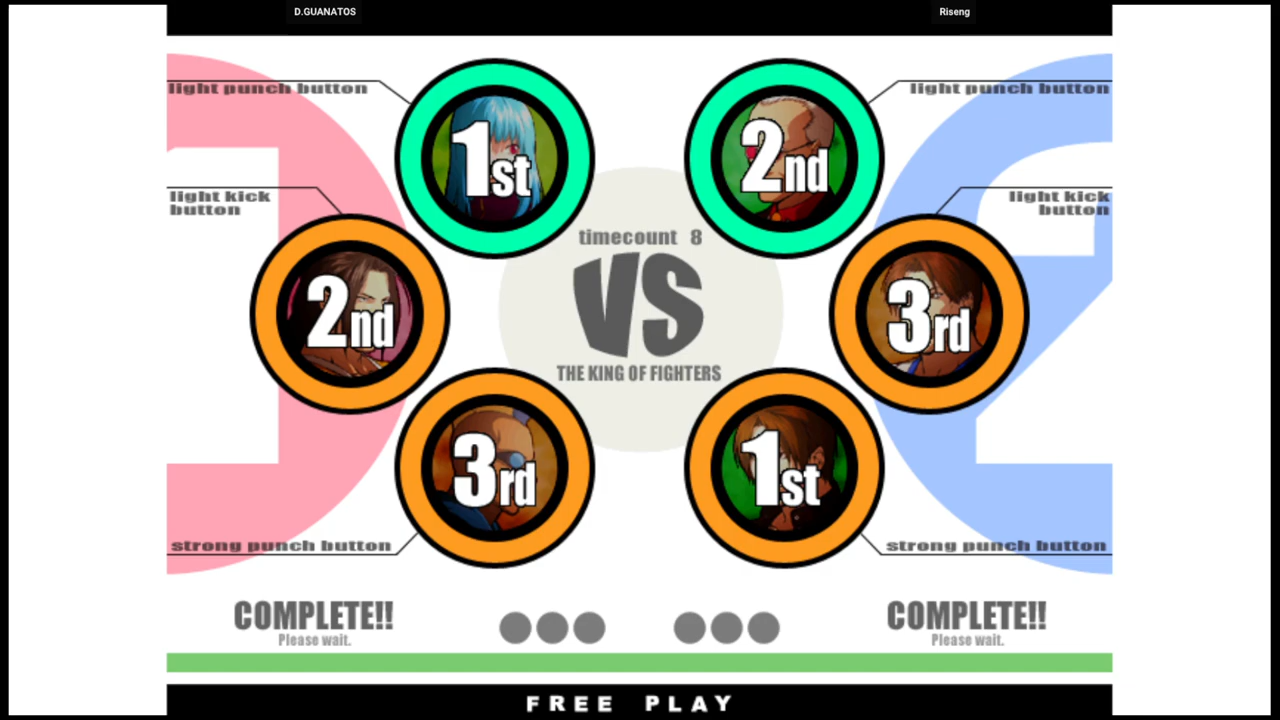 D.GUANATOS
Riseng
light punch button
light punch button
1st
2nd
light kick
button
light kick
button
timecount 8
VS
THE KING OF FIGHTERS
2nd
3rd
3rd
1st
strong punch button
strong punch button
COMPLETE!!
Please wait.
COMPLETE!!
Please wait.
FREE PLAY